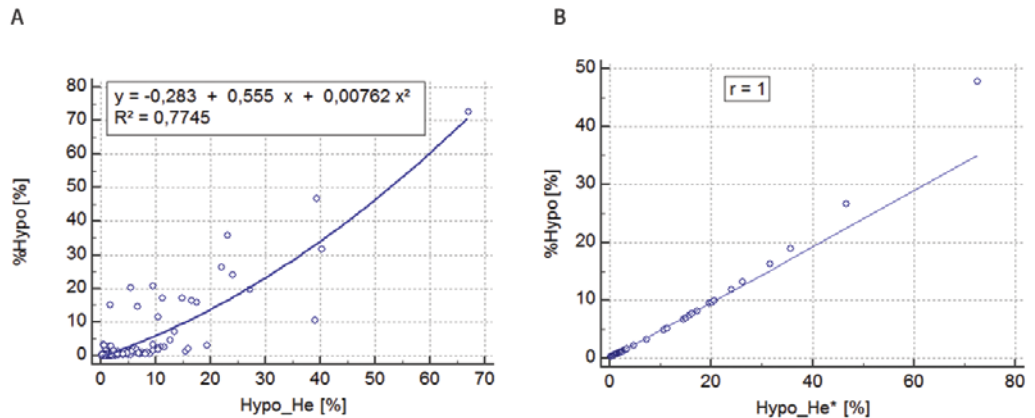 A
y = -0,283 + 0,555 x + 0,00762 x²
R² = 0,7745
%Hypo [%]
80
70
60
50
40
30
20
10
0
0 10 20 30 40 50 60 70
Hypo_He [%]
B
r = 1
%Hypo [%]
50
40
30
20
10
0
0 20 40 60 80
Hypo_He* [%]